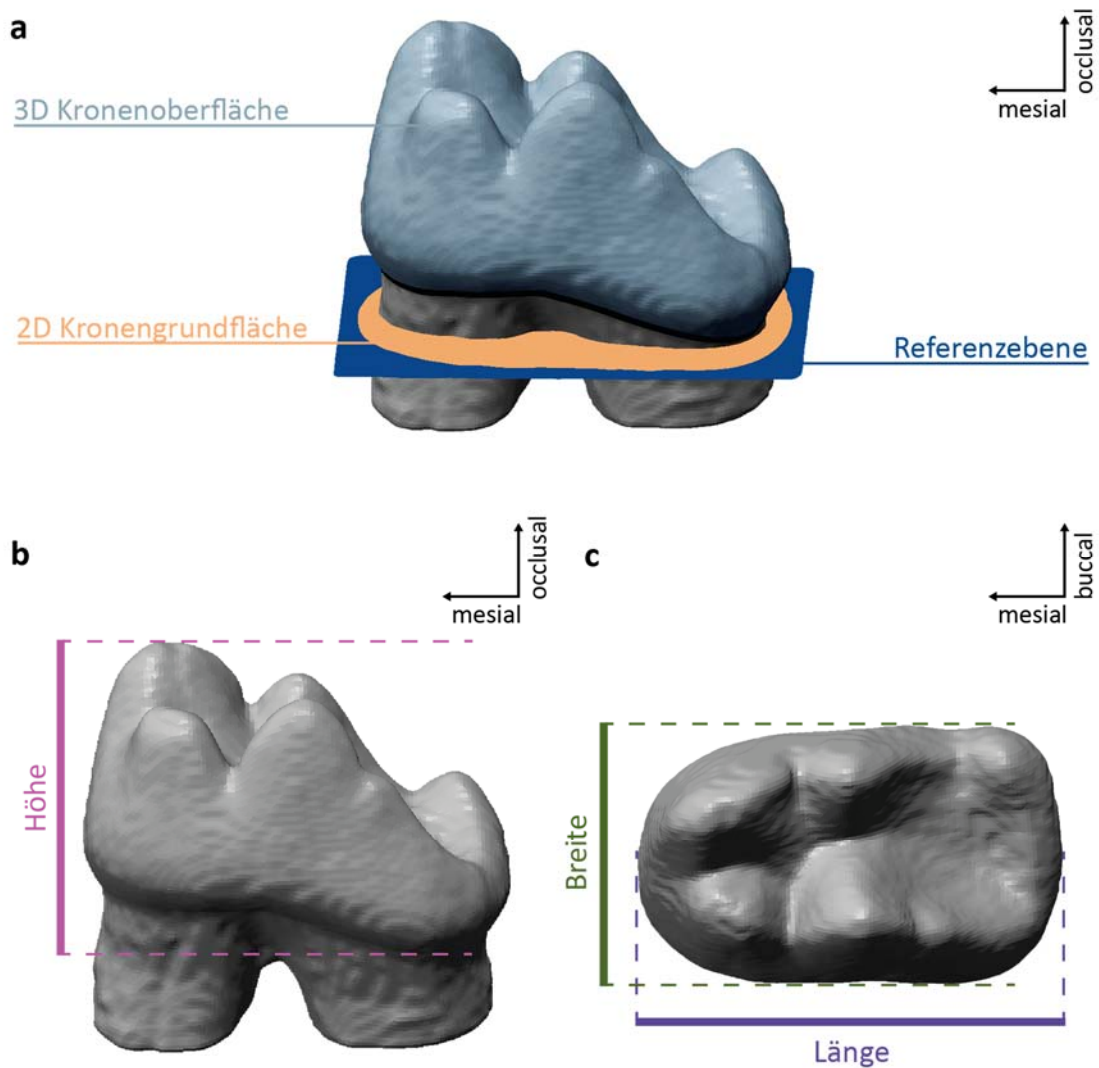 a
occlusal
mesial
3D Kronenoberfläche
2D Kronengrundfläche
Referenzebene
b
occlusal
mesial
Höhe
c
buccal
mesial
Breite
Länge